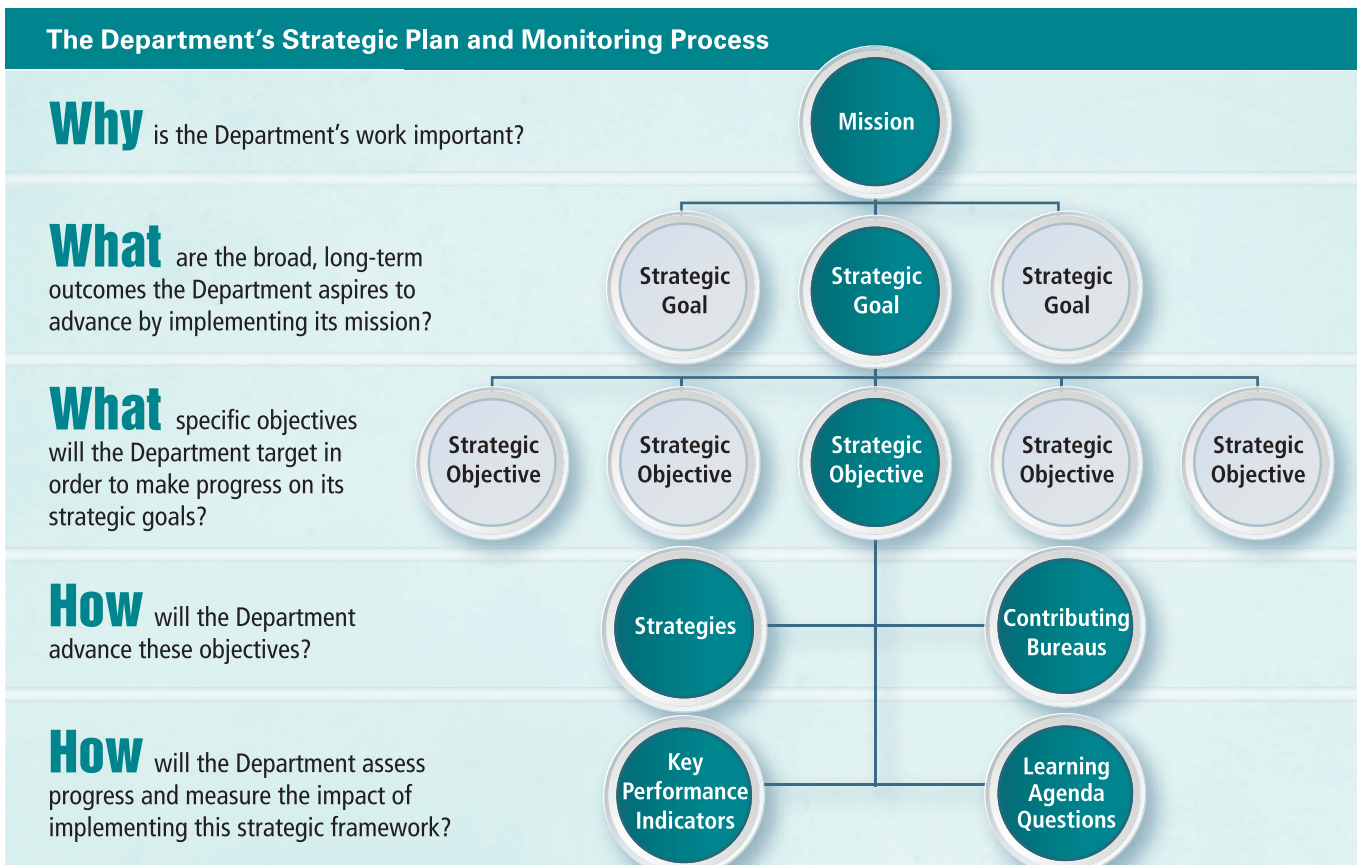 The Department's Strategic Plan and Monitoring Process
Why is the Department's work important?
Mission
What are the broad, long-term
outcomes the Department aspires to
advance by implementing its mission?
Strategic
Goal
Strategic
Goal
Strategic
Goal
What specific objectives
will the Department target in
order to make progress on its
strategic goals?
Strategic
Objective
Strategic
Objective
Strategic
Objective
Strategic
Objective
Strategic
Objective
How will the Department
advance these objectives?
Strategies
Contributing
Bureaus
How will the Department assess
progress and measure the impact of
implementing this strategic framework?
Key
Performance
Indicators
Learning
Agenda
Questions